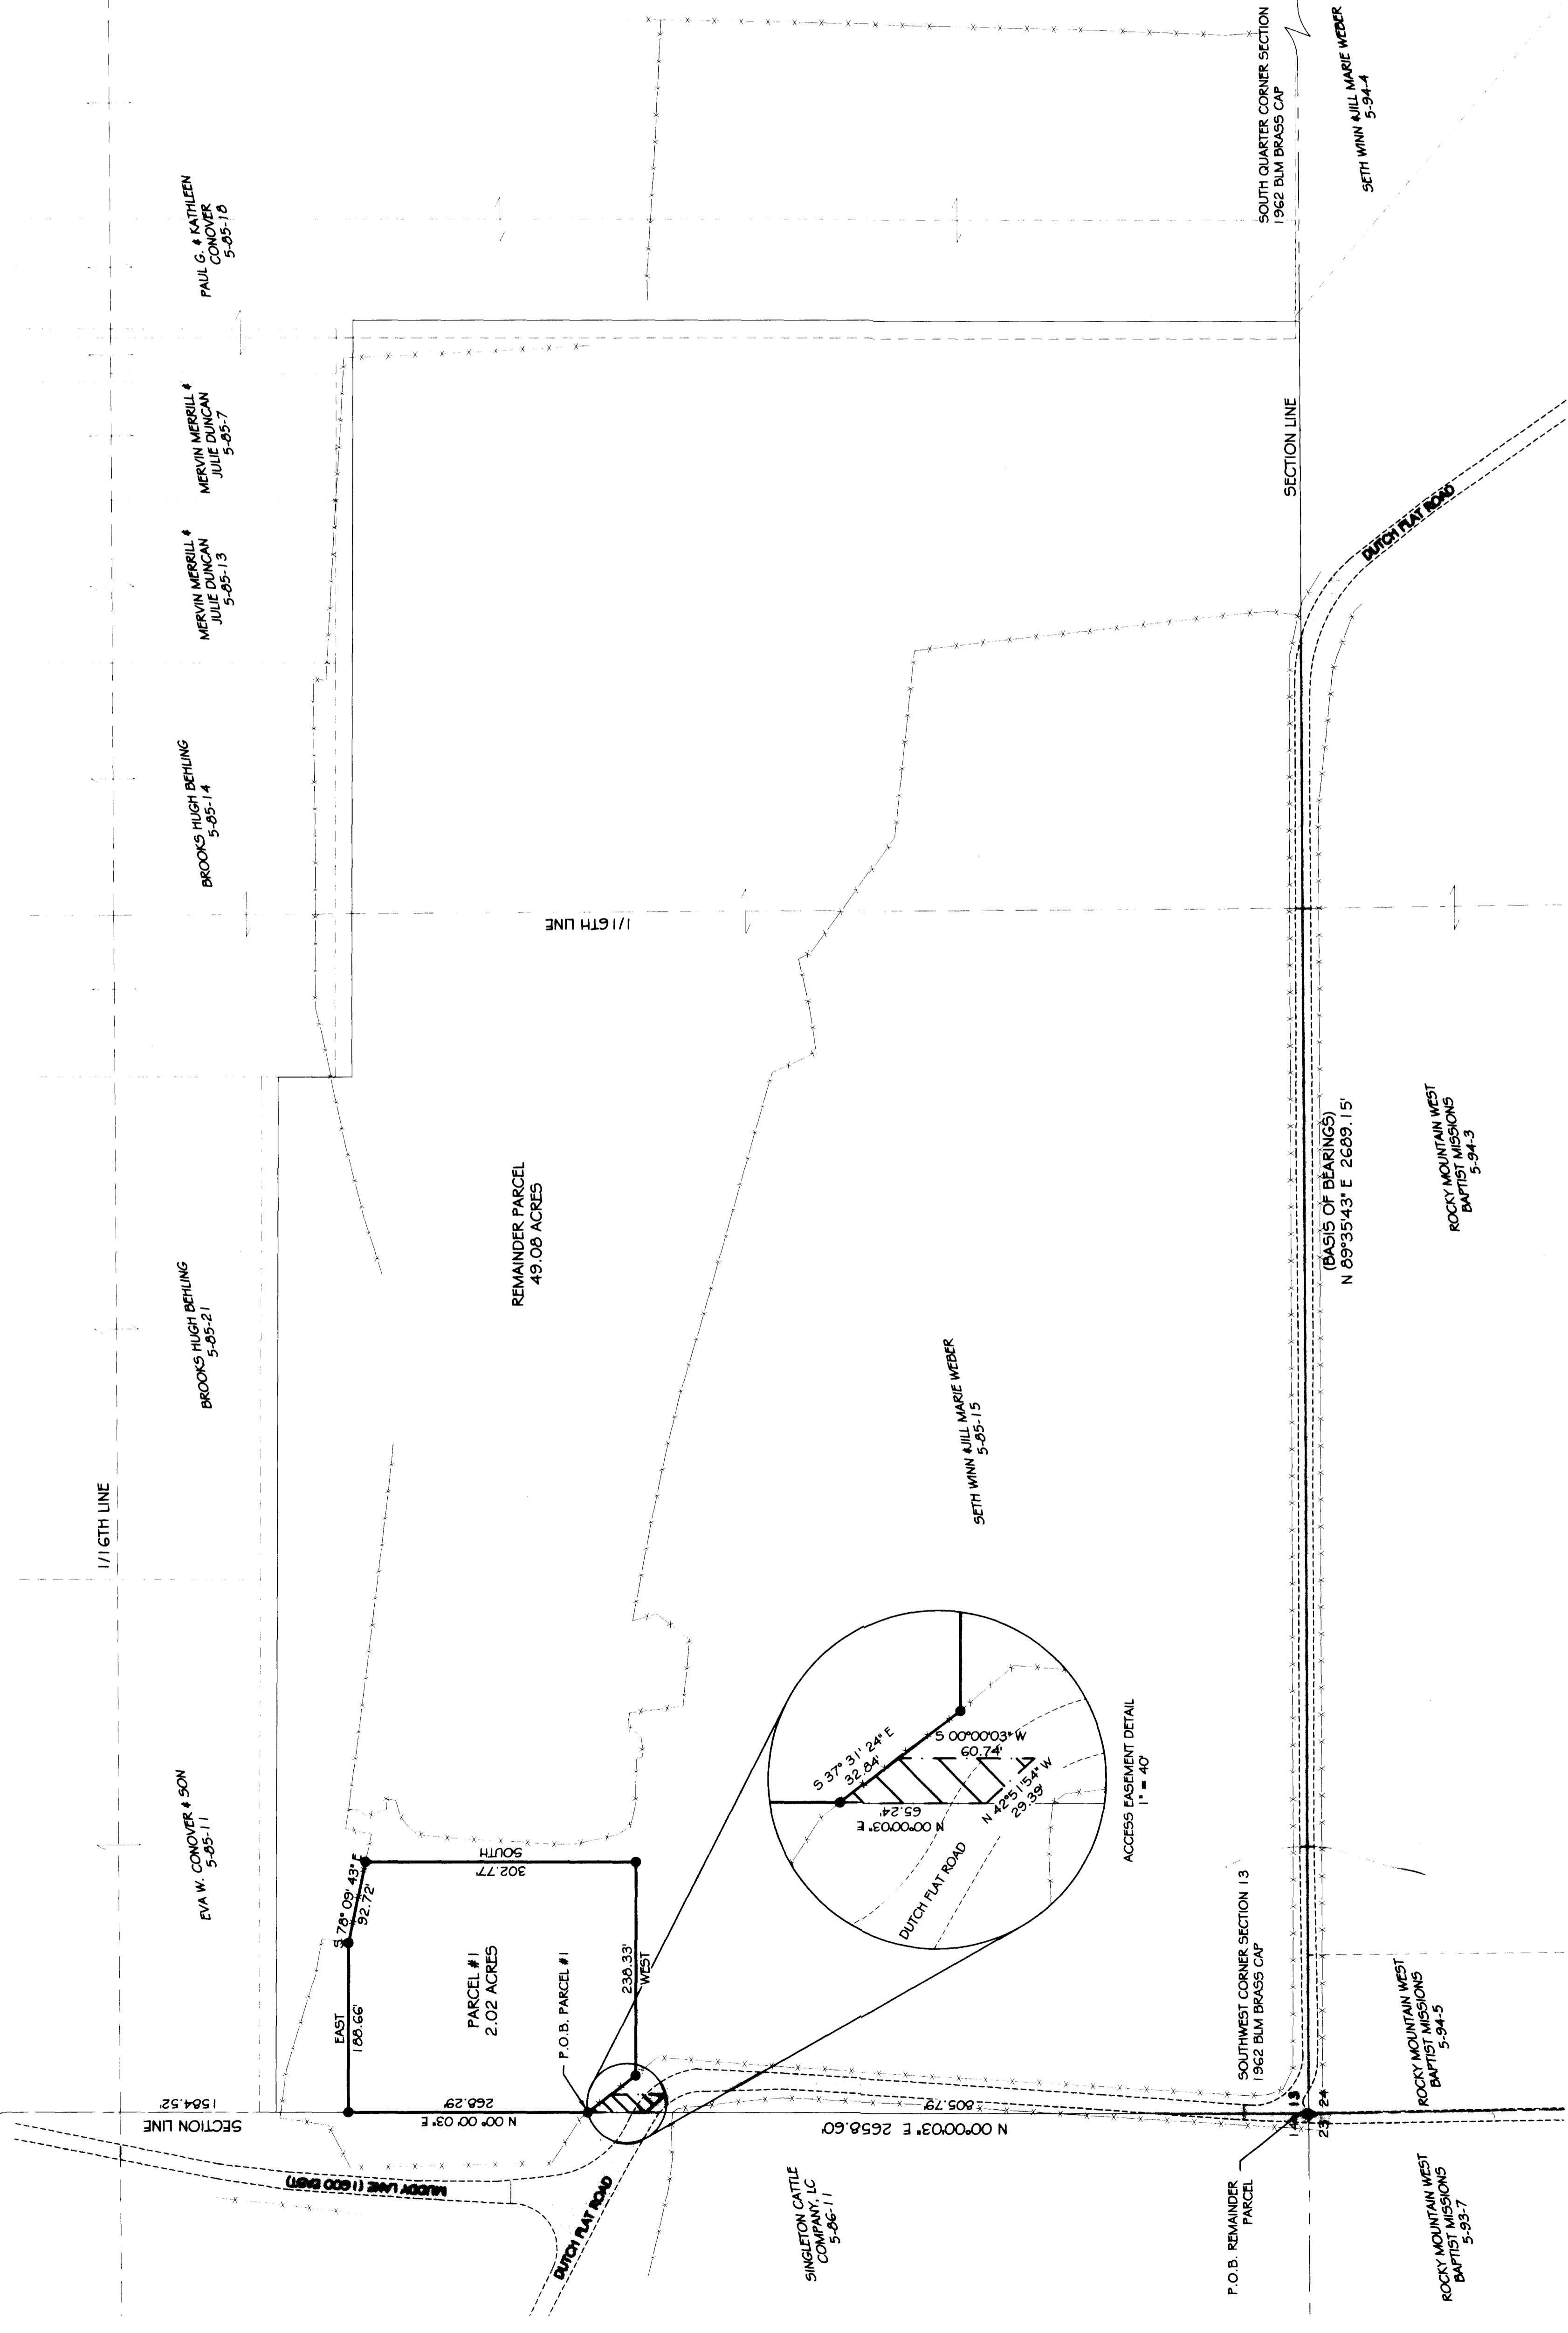 1/16TH LINE
EVA W. CONOVER & SON
5-85-11
BROOKS HUGH BEHLING
5-85-21
BROOKS HUGH BEHLING
5-85-14
MERVIN MERRILL &
JULIE DUNCAN
5-85-13
MERVIN MERRILL &
JULIE DUNCAN
5-85-7
PAUL G. & KATHLEEN
CONOVER
5-85-18
SECTION LINE
1584.52'
MUDDY LANE (1600 EAST)
EAST
188.66'
S 78° 09' 43" E
92.72'
N 00° 00' 03" E
268.29'
PARCEL #1
2.02 ACRES
SOUTH
302.77'
P.O.B. PARCEL #1
238.33'
WEST
REMAINDER PARCEL
49.08 ACRES
1/16TH LINE
DUTCH FLAT ROAD
SINGLETON CATTLE
COMPANY, LC
5-86-11
N 00°00'03" E 2658.60'
805.79'
S 37° 31' 24" E
32.84'
N 00°00'03" E
65.24'
S 00°00'03" W
60.74'
N 42°51'54" W
29.39'
DUTCH FLAT ROAD
ACCESS EASEMENT DETAIL
1" = 40'
SETH WINN & JILL MARIE WEBER
5-85-15
SOUTHWEST CORNER SECTION 13
1962 BLM BRASS CAP
P.O.B. REMAINDER
PARCEL
14 13
23 24
SECTION LINE
SOUTH QUARTER CORNER SECTION
1962 BLM BRASS CAP
(BASIS OF BEARINGS)
N 89°35'43" E 2689.15'
DUTCH FLAT ROAD
SETH WINN & JILL MARIE WEBER
5-94-4
ROCKY MOUNTAIN WEST
BAPTIST MISSIONS
5-93-7
ROCKY MOUNTAIN WEST
BAPTIST MISSIONS
5-94-5
ROCKY MOUNTAIN WEST
BAPTIST MISSIONS
5-94-3